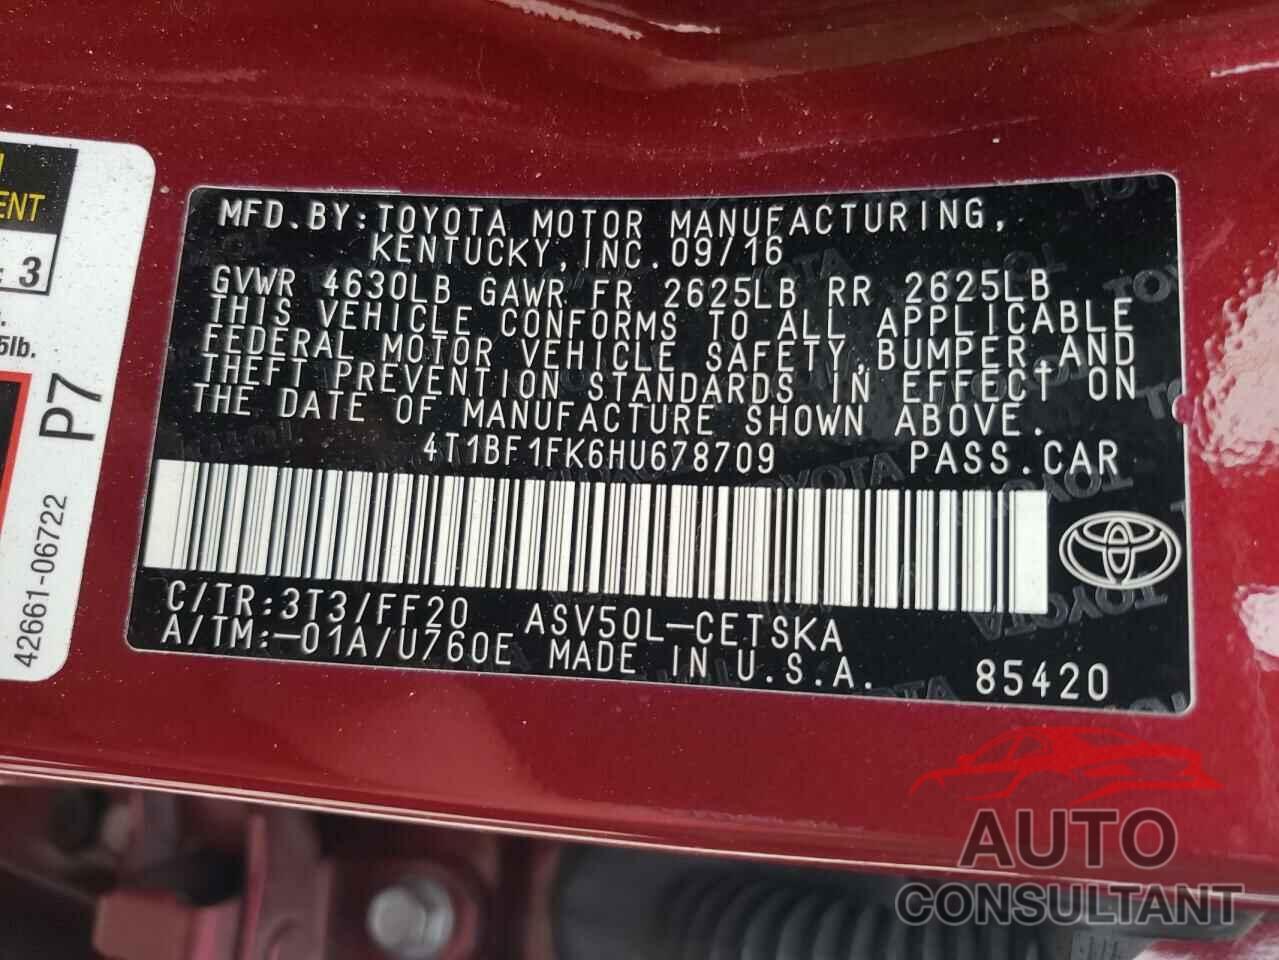 ENT
: 3
5lb.
P7
42661-06722
MFD.BY:TOYOTA MOTOR MANUFACTURING,
KENTUCKY, INC. 09/16
GVWR 4630LB GAWR FR 2625LB RR 2625LB
THIS VEHICLE CONFORMS TO ALL APPLICABLE
FEDERAL MOTOR VEHICLE SAFETY,BUMPER,AND
THEFT PREVENTION STANDARDS IN EFFECT ON
THE DATE OF MANUFACTURE SHOWN ABOVE.
4T1BF1FK6HU678709 PASS.CAR
C/TR:3T3/FF20 ASV50L-CETSKA
A/TM:-01A/U760E MADE IN U.S.A. 85420
AUTO
CONSULTANT